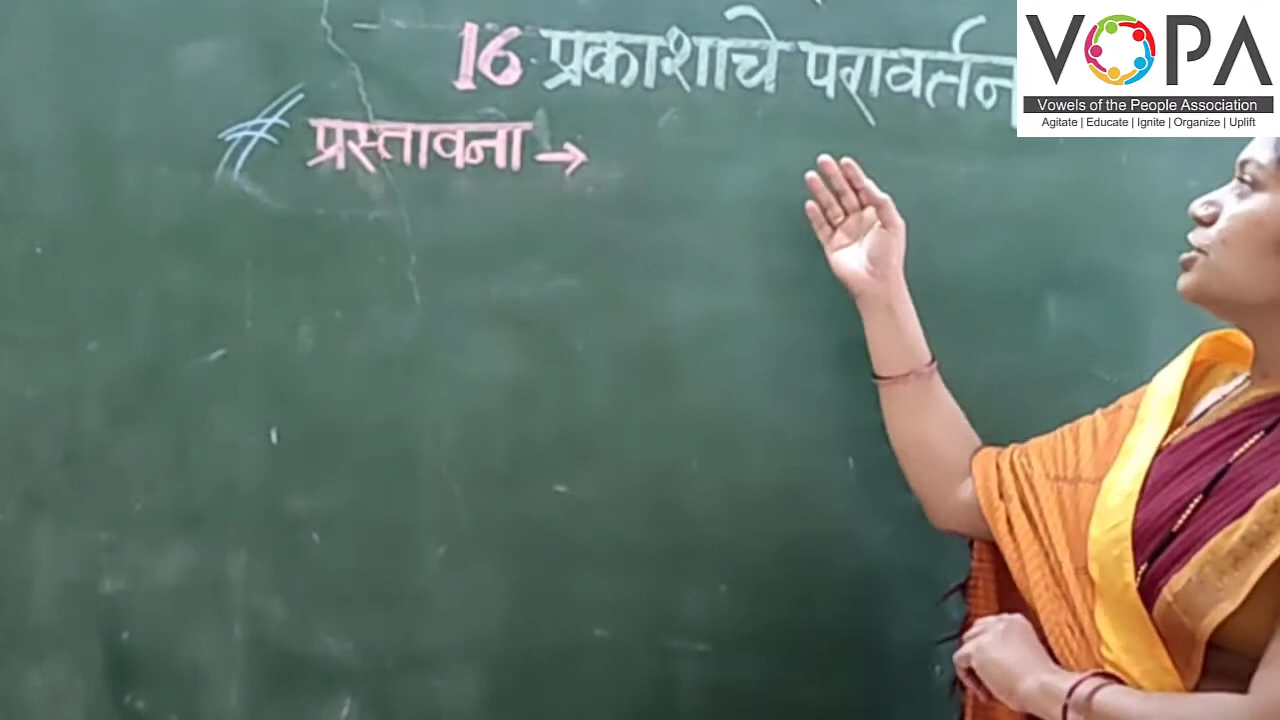 16 प्रकाशाचे परावर्तन
# प्रस्तावना →
VOPA
Vowels of the People Association
Agitate | Educate | Ignite | Organize | Uplift